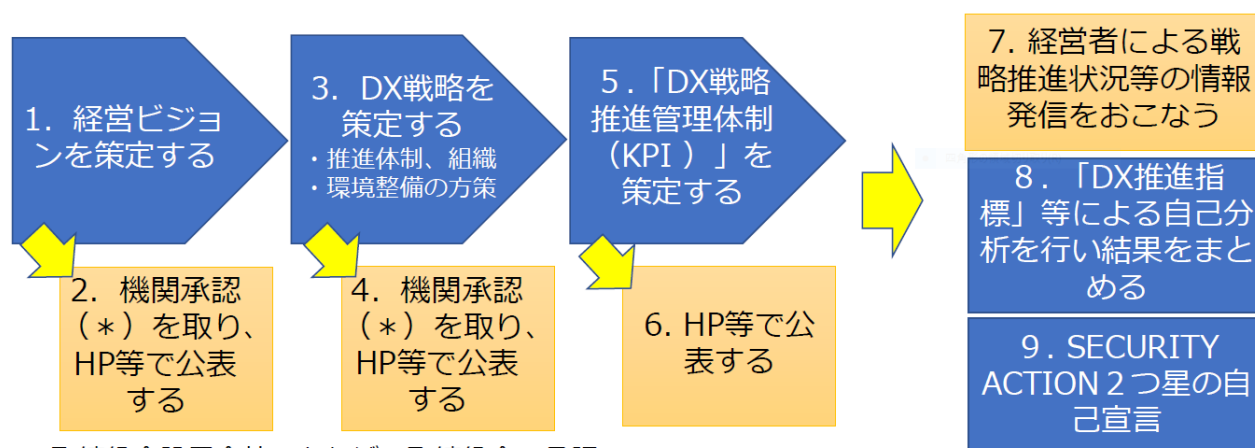 1．経営ビジョ
ンを策定する
2．機関承認
（＊）を取り、
HP等で公表
する
3．DX戦略を
策定する
・推進体制、組織
・環境整備の方策
4．機関承認
（＊）を取り、
HP等で公表
する
5．「DX戦略
推進管理体制
（KPI ）」を
策定する
6. HP等で公
表する
7. 経営者による戦
略推進状況等の情報
発信をおこなう
8．「DX推進指
標」等による自己分
析を行い結果をまと
める
9．SECURITY
ACTION２つ星の自
己宣言